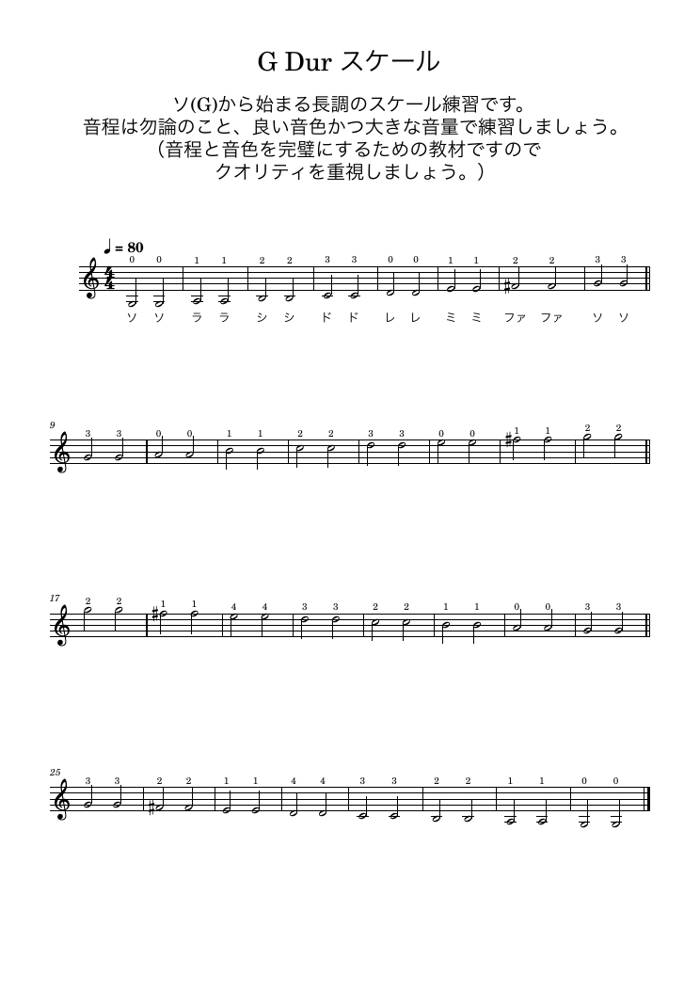 G Dur スケール
ソ(G)から始まる長調のスケール練習です。
音程は勿論のこと、良い音色かつ大きな音量で練習しましょう。
（音程と音色を完璧にするための教材ですので
クオリティを重視しましょう。）
♩ = 80
0 0 1 1 2 2 3 3 0 0 1 1 2 2 3 3
4
4
ソ ソ ラ ラ シ シ ド ド レ レ ミ ミ ファ ファ ソ ソ
9
3 3 0 0 1 1 2 2 3 3 0 0 1 1 2 2
17
2 2 1 1 4 4 3 3 2 2 1 1 0 0 3 3
25
3 3 2 2 1 1 4 4 3 3 2 2 1 1 0 0